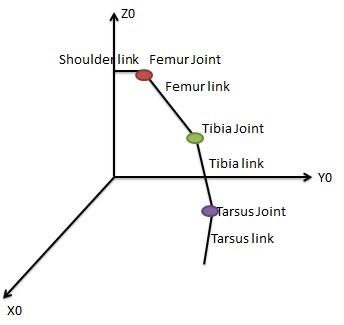 Z0
Shoulder link Femur Joint
Femur link
Tibia Joint
Tibia link
Y0
Tarsus Joint
Tarsus link
X0